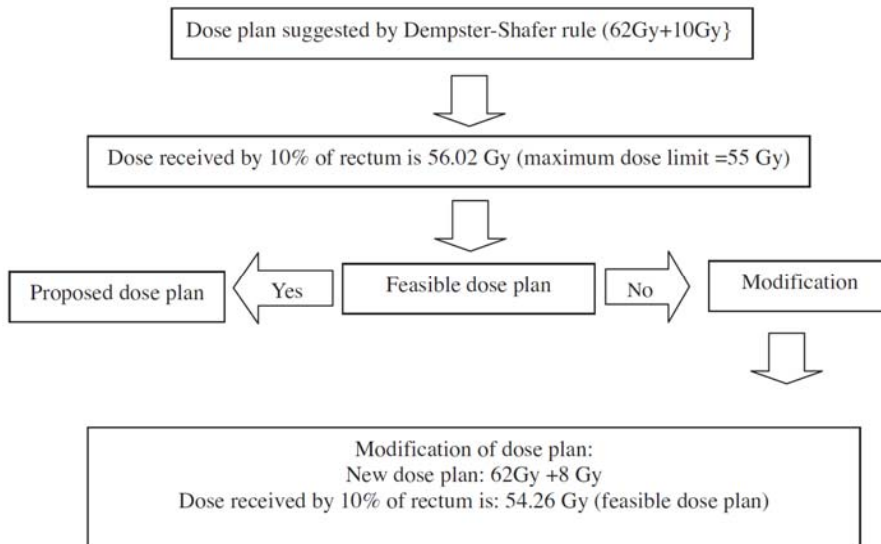 Dose plan suggested by Dempster-Shafer rule (62Gy+10Gy}
Dose received by 10% of rectum is 56.02 Gy (maximum dose limit =55 Gy)
Proposed dose plan
Yes
Feasible dose plan
No
Modification
Modification of dose plan:
New dose plan: 62Gy +8 Gy
Dose received by 10% of rectum is: 54.26 Gy (feasible dose plan)